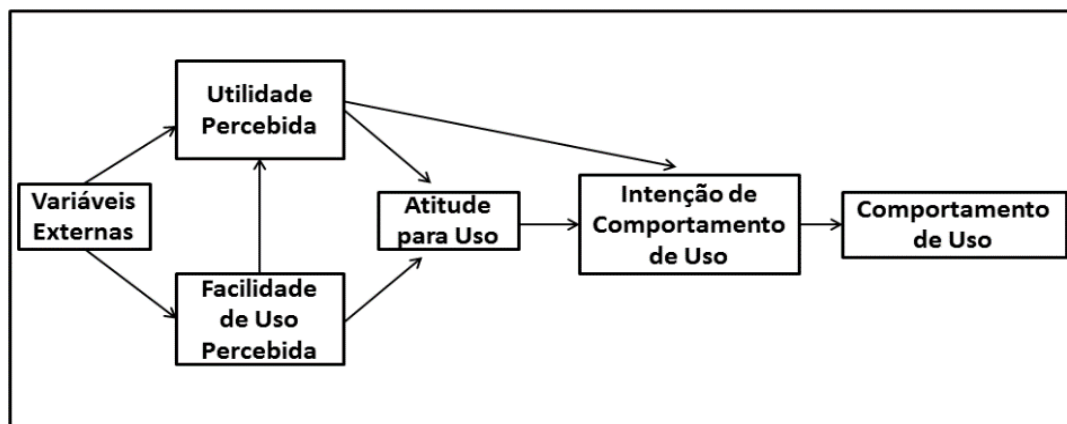 Utilidade
Percebida
Variáveis
Externas
Atitude
para Uso
Intenção de
Comportamento
de Uso
Comportamento
de Uso
Facilidade
de Uso
Percebida